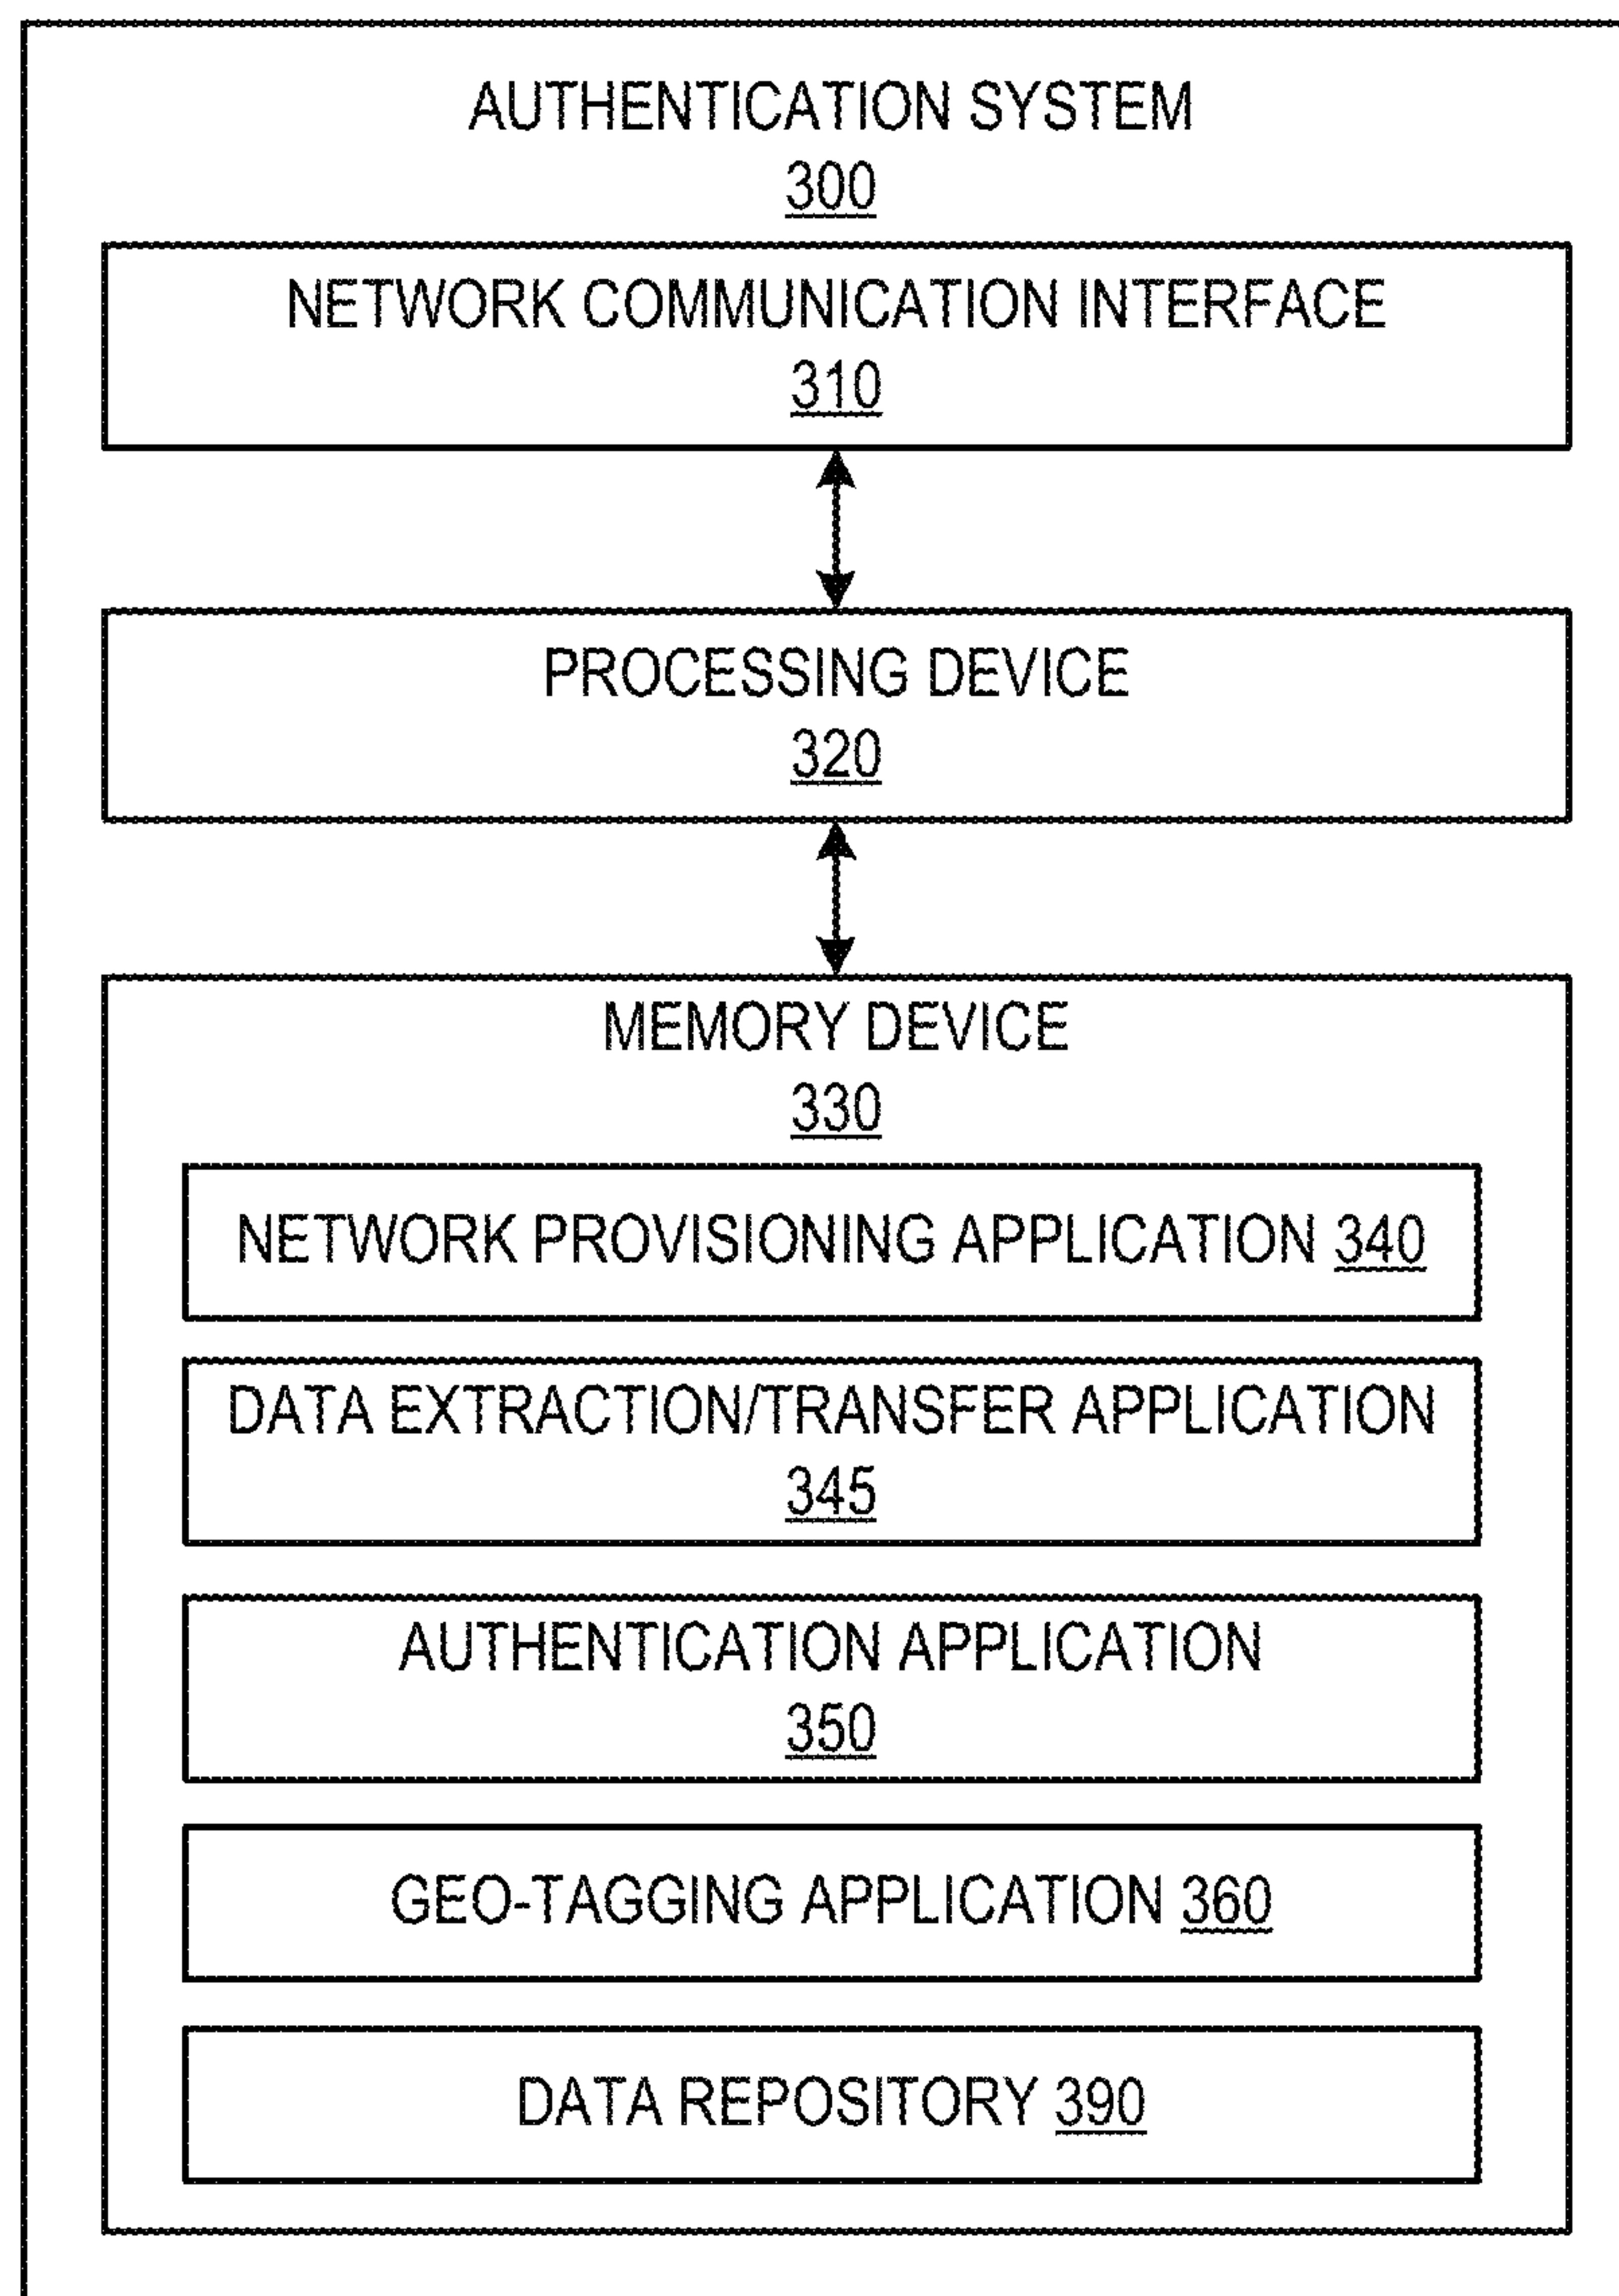 AUTHENTICATION SYSTEM
300
NETWORK COMMUNICATION INTERFACE
310
PROCESSING DEVICE
320
MEMORY DEVICE
330
NETWORK PROVISIONING APPLICATION 340
DATA EXTRACTION/TRANSFER APPLICATION
345
AUTHENTICATION APPLICATION
350
GEO-TAGGING APPLICATION 360
DATA REPOSITORY 390